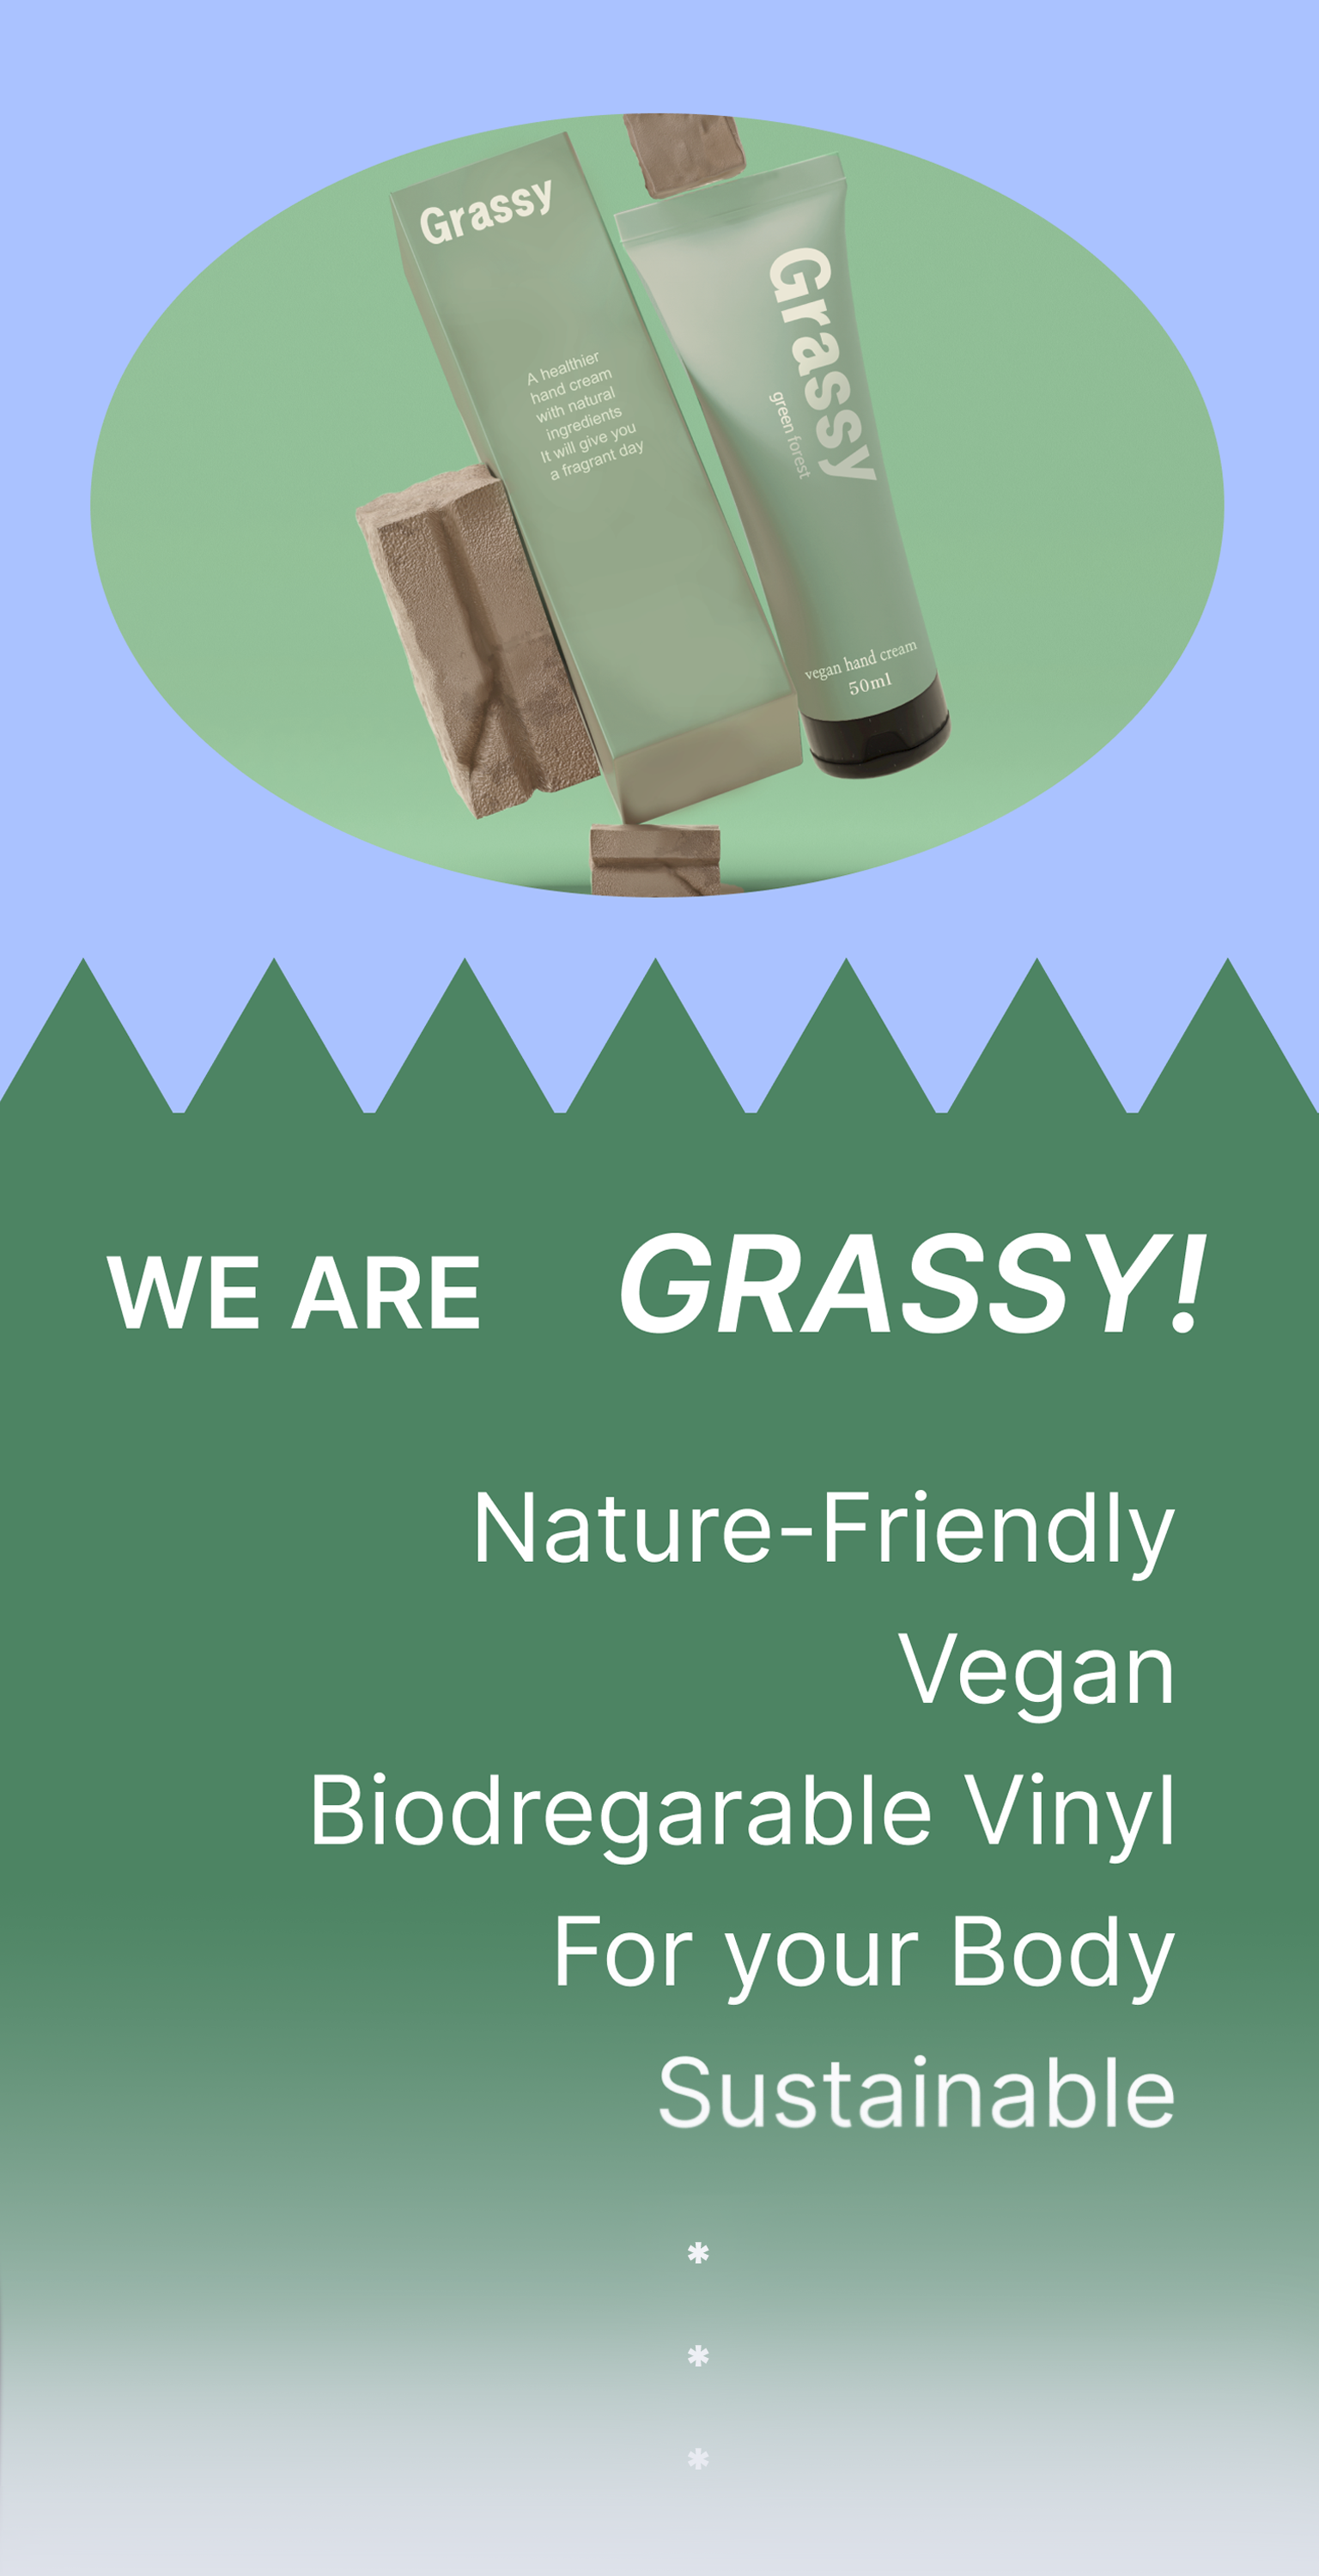 Grassy
A healthier
hand cream
with natural
ingredients
It will give you
a fragrant day
Grassy
green forest
vegan hand cream
50ml
WE ARE GRASSY!
Nature-Friendly
Vegan
Biodregarable Vinyl
For your Body
Sustainable
*
*
*